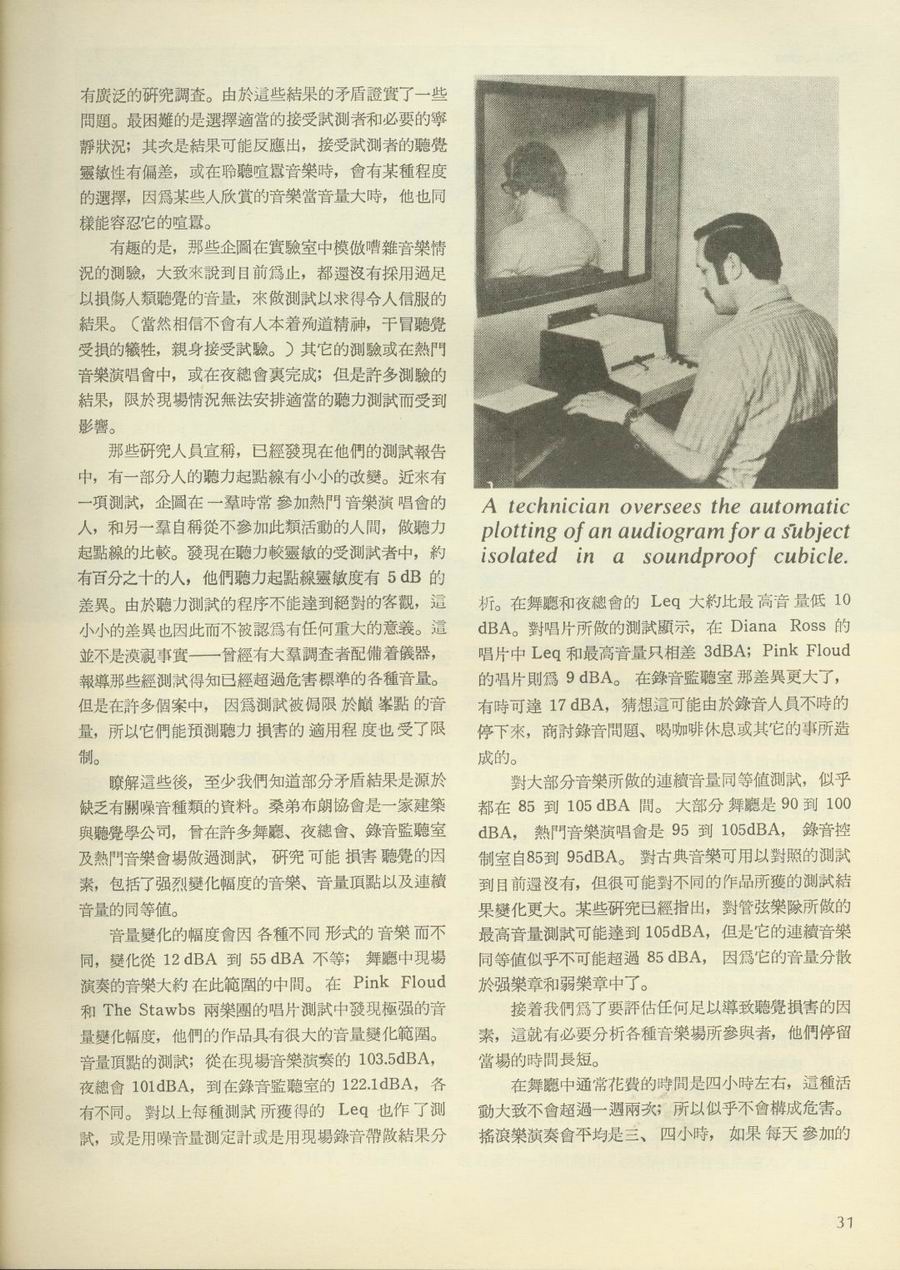 有廣泛的硏究調查。由於這些結果的矛盾證實了一些
問題。最困難的是選擇適當的接受試測者和必要的寧
靜狀況；其次是結果可能反應出，接受試測者的聽覺
靈敏性有偏差，或在聆聽喧囂音樂時，會有某種程度
的選擇，因爲某些人欣賞的音樂當音量大時，他也同
樣能容忍它的喧囂。
有趣的是，那些企圖在實驗室中模倣嘈雜音樂情
況的測驗，大致來說到目前爲止，都還沒有採用過足
以損傷人類聽覺的音量，來做測試以求得令人信服的
結果。（當然相信不會有人本着殉道精神，干冒聽覺
受損的犧牲，親身接受試驗。）其它的測驗或在熱門
音樂演唱會中，或在夜總會裏完成；但是許多測驗的
結果，限於現場情況無法安排適當的聽力測試而受到
影響。
那些硏究人員宣稱，已經發現在他們的測試報告
中，有一部分人的聽力起點線有小小的改變。近來有
一項測試，企圖在一羣時常參加熱門音樂演唱會的
人，和另一羣自稱從不參加此類活動的人間，做聽力
起點線的比較。發現在聽力較靈敏的受測試者中，約
有百分之十的人，他們聽力起點線靈敏度有 5 dB 的
差異。由於聽力測試的程序不能達到絕對的客觀，這
小小的差異也因此而不被認爲有任何重大的意義。這
並不是漠視事實——曾經有大羣調查者配備着儀器，
報導那些經測試得知已經超過危害標準的各種音量。
但是在許多個案中，因爲測試被侷限於巔峯點的音
量，所以它們能預測聽力損害的適用程度也受了限
制。
瞭解這些後，至少我們知道部分矛盾結果是源於
缺乏有關噪音種類的資料。桑弟布朗協會是一家建築
與聽覺學公司，曾在許多舞廳、夜總會、錄音監聽室
及熱門音樂會場做過測試，硏究可能損害聽覺的因
素，包括了强烈變化幅度的音樂、音量頂點以及連續
音量的同等值。
音量變化的幅度會因各種不同形式的音樂而不
同，變化從 12 dBA 到 55 dBA 不等；舞廳中現場
演奏的音樂大約在此範圍的中間。在 Pink Floud
和 The Stawbs 兩樂團的唱片測試中發現極强的音
量變化幅度，他們的作品具有很大的音量變化範圍。
音量頂點的測試；從在現場音樂演奏的 103.5dBA，
夜總會 101dBA，到在錄音監聽室的 122.1dBA，各
有不同。對以上每種測試所獲得的 Leq 也作了測
試，或是用噪音量測定計或是用現場錄音帶做結果分
A technician oversees the automatic
plotting of an audiogram for a subject
isolated in a soundproof cubicle.
析。在舞廳和夜總會的 Leq 大約比最高音量低 10
dBA。對唱片所做的測試顯示，在 Diana Ross 的
唱片中 Leq 和最高音量只相差 3dBA；Pink Floud
的唱片則爲 9 dBA。在錄音監聽室那差異更大了，
有時可達 17 dBA，猜想這可能由於錄音人員不時的
停下來，商討錄音問題、喝咖啡休息或其它的事所造
成的。
對大部分音樂所做的連續音量同等値測試，似乎
都在 85 到 105 dBA 間。大部分舞廳是 90 到 100
dBA，熱門音樂演唱會是 95 到 105dBA，錄音控
制室自85到 95dBA。對古典音樂可用以對照的測試
到目前還沒有，但很可能對不同的作品所獲的測試結
果變化更大。某些硏究已經指出，對管弦樂隊所做的
最高音量測試可能達到 105dBA，但是它的連續音樂
同等値似乎不可能超過 85 dBA，因爲它的音量分散
於强樂章和弱樂章中了。
接着我們爲了要評估任何足以導致聽覺損害的因
素，這就有必要分析各種音樂場所參與者，他們停留
當場的時間長短。
在舞廳中通常花費的時間是四小時左右，這種活
動大致不會超過一週兩次；所以似乎不會構成危害。
搖滾樂演奏會平均是三、四小時，如果每天參加的
31